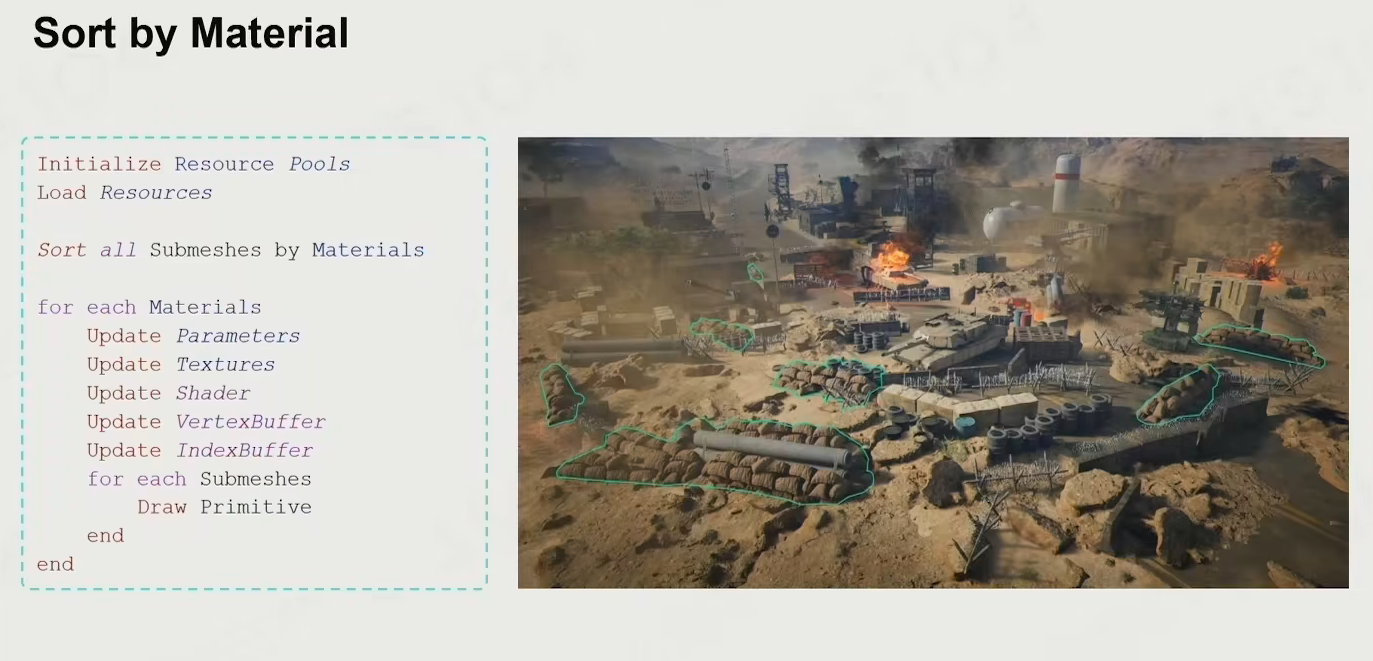 Sort by Material
Initialize Resource Pools
Load Resources
Sort all Submeshes by Materials
for each Materials
Update Parameters
Update Textures
Update Shader
Update VertexBuffer
Update IndexBuffer
for each Submeshes
Draw Primitive
end
end